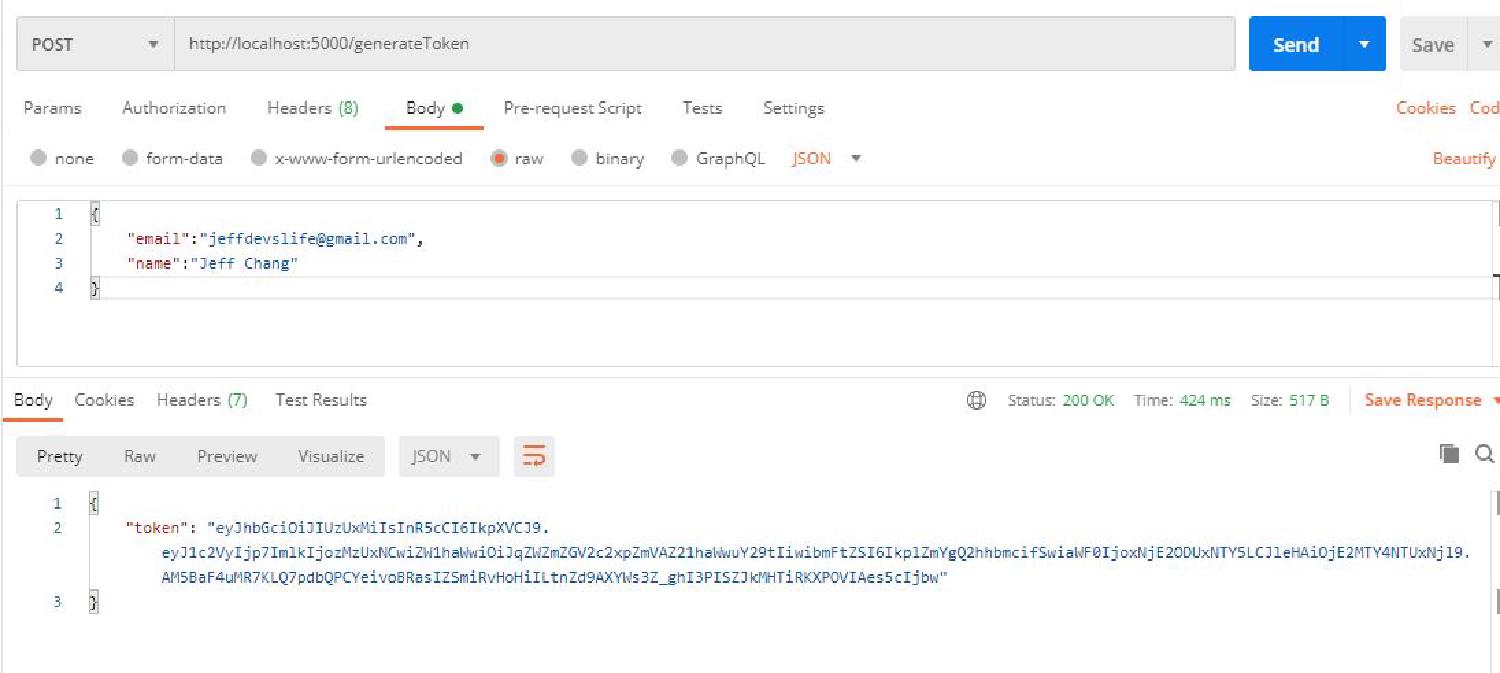 POST http://localhost:5000/generateToken Send Save
Params Authorization Headers (8) Body Pre-request Script Tests Settings Cookies Cod
none form-data x-www-form-urlencoded raw binary GraphQL JSON Beautify
1 {
2 "email":"jeffdevslife@gmail.com",
3 "name":"Jeff Chang"
4 }
Body Cookies Headers (7) Test Results Status: 200 OK Time: 424 ms Size: 517 B Save Response
Pretty Raw Preview Visualize JSON
1 {
2 "token": "eyJhbGciOiJIUzUxMiIsInR5cCI6IkpXVCJ9.
eyJ1c2VyIjp7ImlkIjozMzUxNCwiZW1haWwiOiJqZWZmZGV2c2xpZmVAZ21haWwuY29tIiwibmFtZSI6IkplZmYgQ2hhbmcifSwiaWF0IjoxNjE2ODUxNTY5LCJleHAiOjE2MTY4NTUxNjl9.
AM5BaF4uMR7KLQ7pdbQPCYeivoBRasIZSmiRvHoHiILtnZd9AXYWs3Z_ghI3PISZJkMHTiRKXPOVIAes5cIjbw"
3 }